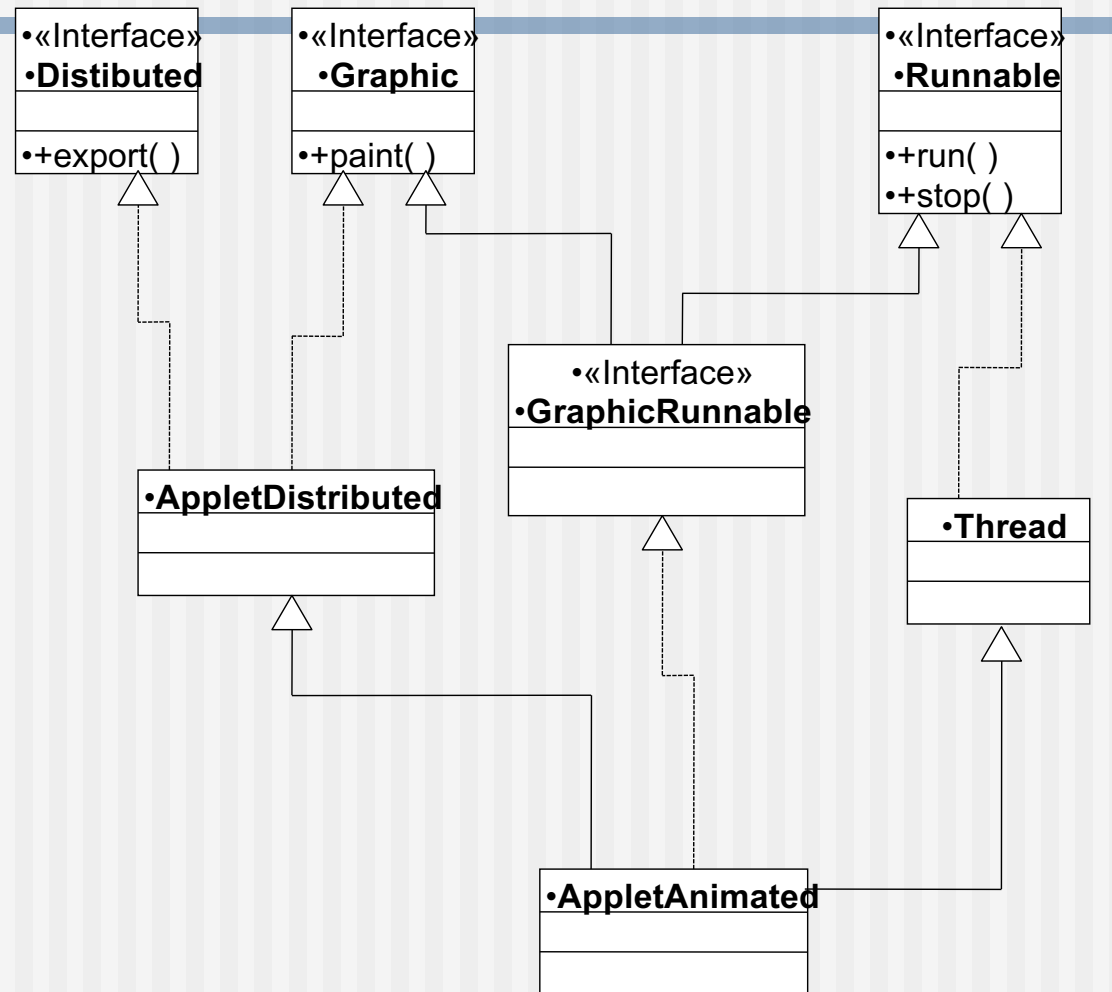 •«Interface»
•Distibuted
•+export( )
•«Interface»
•Graphic
•+paint( )
•«Interface»
•Runnable
•+run( )
•+stop( )
•«Interface»
•GraphicRunnable
•AppletDistributed
•Thread
•AppletAnimated